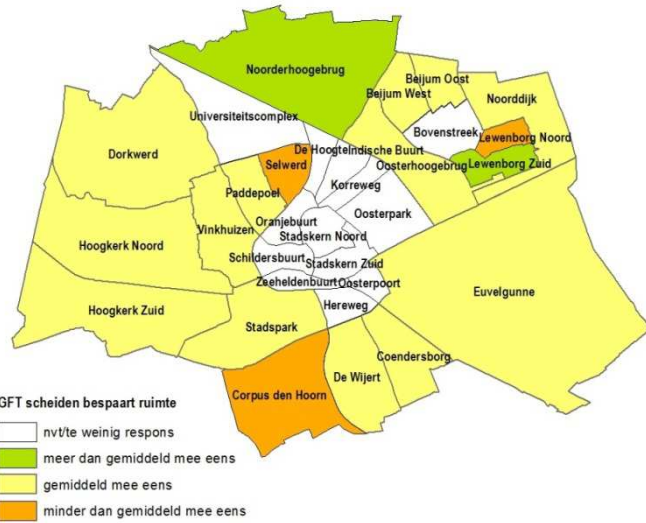 Noorderhoogebrug
Beijum Oost
Beijum West
Noorddijk
Universiteitscomplex
Bovenstreek
Lewenborg Noord
De Hoogte
Indische Buurt
Dorkwerd
Selwerd
Oosterhoogebrug
Lewenborg Zuid
Korreweg
Paddepoel
Oosterpark
Oranjebuurt
Vinkhuizen
Stadskern Noord
Hoogkerk Noord
Schildersbuurt
Stadskern Zuid
Zeeheldenbuurt
Oosterpoort
Euvelgunne
Hereweg
Hoogkerk Zuid
Stadspark
Coendersborg
De Wijert
Corpus den Hoorn
GFT scheiden bespaart ruimte
nvt/te weinig respons
meer dan gemiddeld mee eens
gemiddeld mee eens
minder dan gemiddeld mee eens